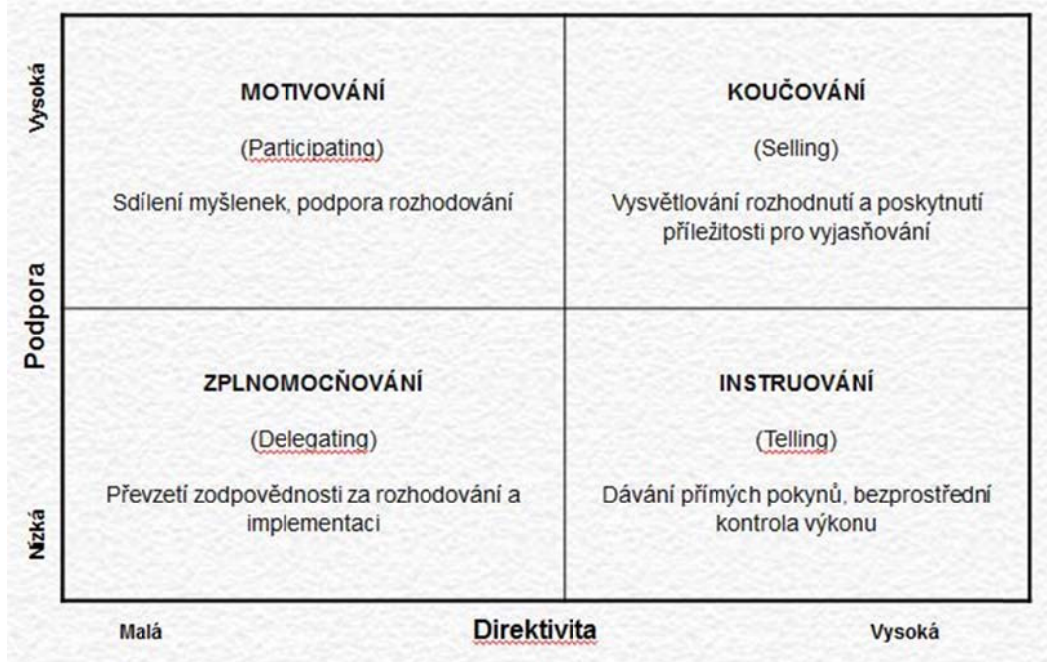 Vysoká
MOTIVOVÁNÍ
(Participating)
Sdílení myšlenek, podpora rozhodování
KOUČOVÁNÍ
(Selling)
Vysvětlování rozhodnutí a poskytnutí
příležitosti pro vyjasňování
Podpora
ZPLNOMOCŇOVÁNÍ
(Delegating)
Převzetí zodpovědnosti za rozhodování a
implementaci
INSTRUOVÁNÍ
(Telling)
Dávání přímých pokynů, bezprostřední
kontrola výkonu
Nízká
Malá
Direktivita
Vysoká